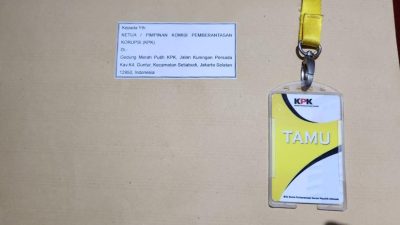 Kepada Yth
KETUA / PIMPINAN KOMISI PEMBERANTASAN
KORUPSI (KPK)
Di.
Gedung Merah Putih KPK, Jalan Kuningan Persada
Kav.K4, Guntur, Kecamatan Setiabudi, Jakarta Selatan
12950, Indonesia
KPK
TAMU